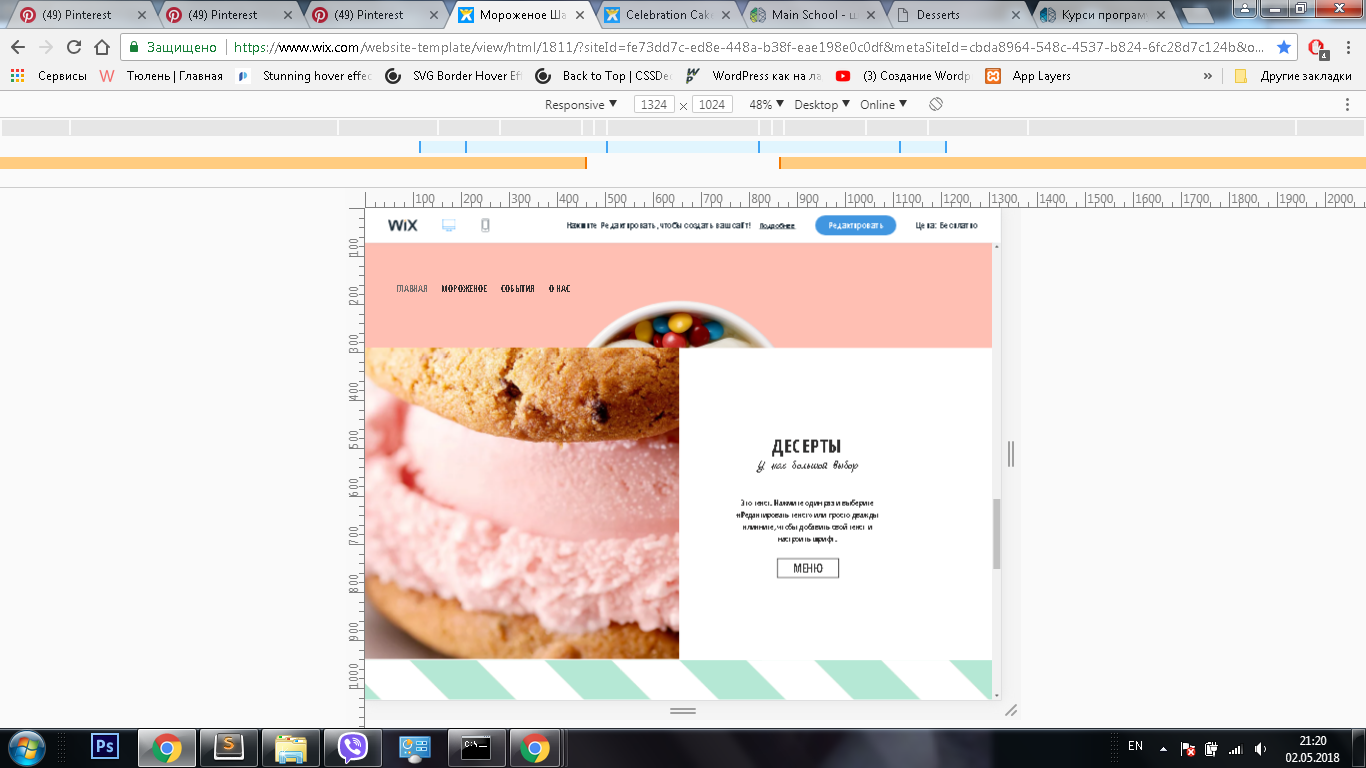 (49) Pinterest
(49) Pinterest
(49) Pinterest
Мороженое Ша
Celebration Cake
Main School - ш
Desserts
Курси програм
Защищено
https://www.wix.com/website-template/view/html/1811/?siteId=fe73dd7c-ed8e-448a-b38f-eae198e0c0df&metaSiteId=cbda8964-548c-4537-b824-6fc28d7c124b&o...
4
Сервисы
Тюлень | Главная
Stunning hover effec
SVG Border Hover Eff
Back to Top | CSSDe
WordPress как на ла
(3) Создание Wordp
App Layers
»
Другие закладки
Responsive 1324 × 1024 48% Desktop Online
100 200 300 400 500 600 700 800 900 1000 1100 1200 1300 1400 1500 1600 1700 1800 1900 2000
100
200
300
400
500
600
700
800
900
1000
WiX
Нажмите Редактировать, чтобы создать ваш сайт! Подробнее
Редактировать
Цена: Бесплатно
ГЛАВНАЯ МОРОЖЕНОЕ СОБЫТИЯ О НАС
ДЕСЕРТЫ
У нас большой выбор
Это текст. Нажмите один раз и выберите
«Редактировать текст» или просто дважды
кликните, чтобы добавить свой текст и
настроить шрифт.
МЕНЮ
Ps
S
C:\_
EN
21:20
02.05.2018